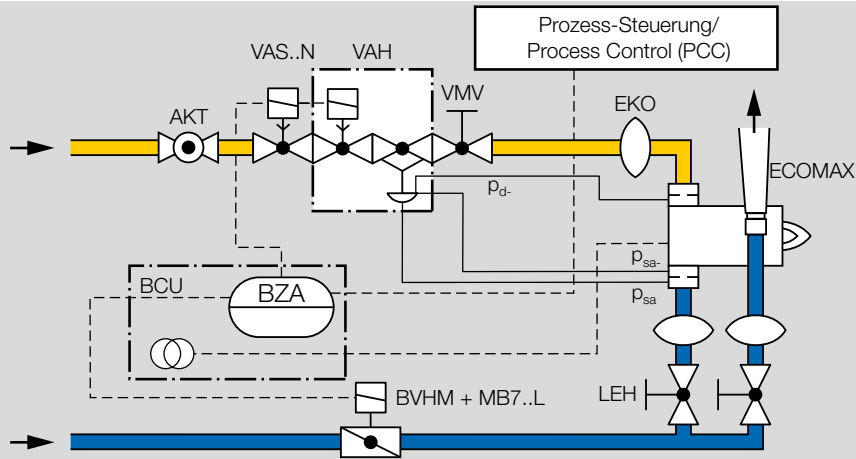 Prozess-Steuerung/
Process Control (PCC)
VAS..N
VAH
AKT
VMV
EKO
ECOMAX
pd-
psa-
psa
BCU
BZA
LEH
BVHM + MB7..L